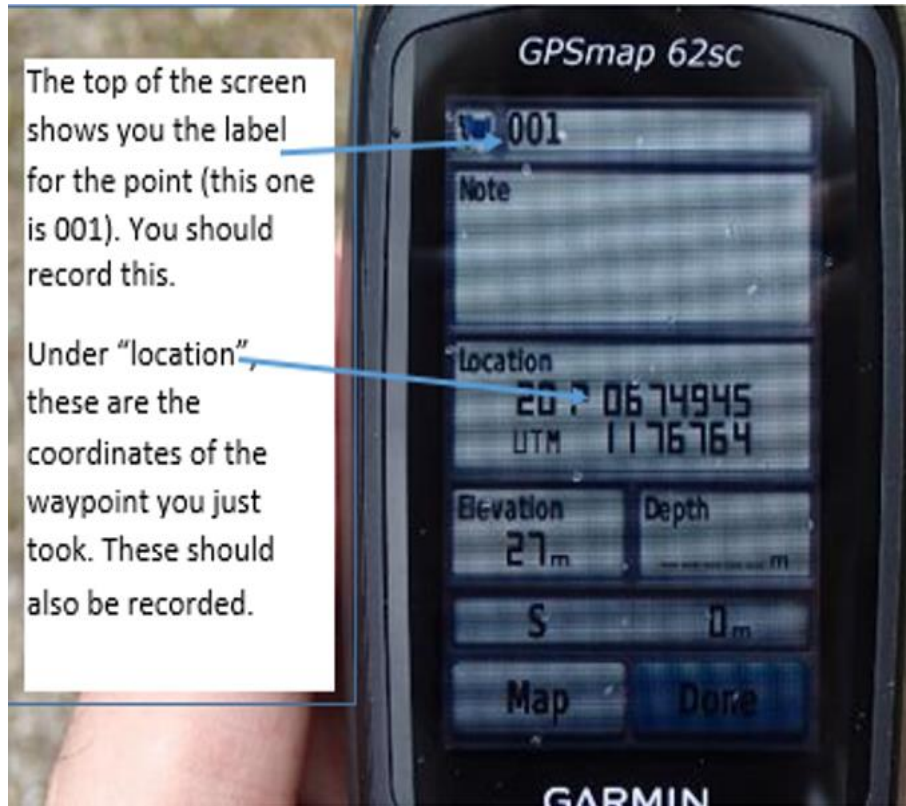 The top of the screen
shows you the label
for the point (this one
is 001). You should
record this.
Under “location”,
these are the
coordinates of the
waypoint you just
took. These should
also be recorded.
GPSmap 62sc
001
Note
Location
20 P 0674945
UTM 1176764
Elevation
27m
Depth
_____m
S 0m
Map
Done
GARMIN